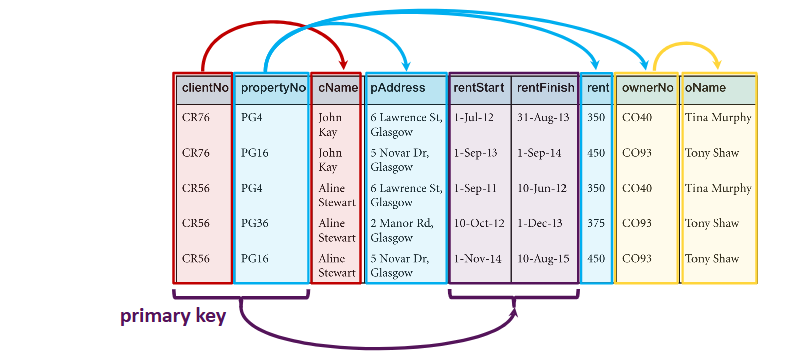 clientNo propertyNo cName pAddress rentStart rentFinish rent ownerNo oName
CR76 PG4 John 6 Lawrence St, 1-Jul-12 31-Aug-13 350 CO40 Tina Murphy
Kay Glasgow
CR76 PG16 John 5 Novar Dr, 1-Sep-13 1-Sep-14 450 CO93 Tony Shaw
Kay Glasgow
CR56 PG4 Aline 6 Lawrence St, 1-Sep-11 10-Jun-12 350 CO40 Tina Murphy
Stewart Glasgow
CR56 PG36 Aline 2 Manor Rd, 10-Oct-12 1-Dec-13 375 CO93 Tony Shaw
Stewart Glasgow
CR56 PG16 Aline 5 Novar Dr, 1-Nov-14 10-Aug-15 450 CO93 Tony Shaw
Stewart Glasgow
primary key